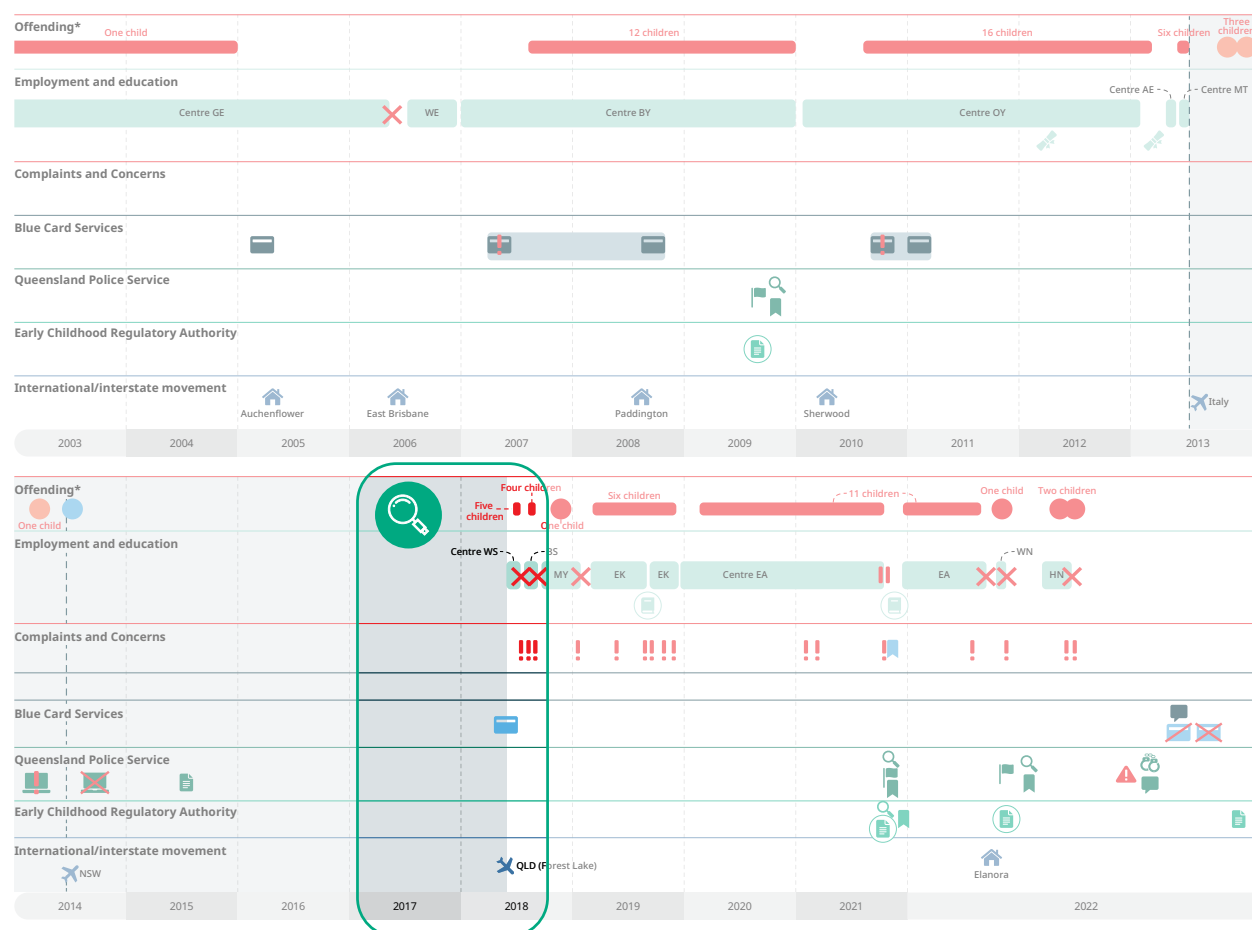 Offending*
One child
12 children
16 children
Six children
Three
children
Employment and education
Centre AE
Centre MT
Centre GE
WE
Centre BY
Centre OY
Complaints and Concerns
Blue Card Services
Queensland Police Service
Early Childhood Regulatory Authority
International/interstate movement
Auchenflower
East Brisbane
Paddington
Sherwood
Italy
2003
2004
2005
2006
2007
2008
2009
2010
2011
2012
2013
Offending*
One child
Five
children
Four children
One child
Six children
11 children
One child
Two children
Employment and education
Centre WS
BS
WN
MY
EK
EK
Centre EA
EA
HN
Complaints and Concerns
Blue Card Services
Queensland Police Service
Early Childhood Regulatory Authority
International/interstate movement
NSW
QLD (Forest Lake)
Elanora
2014
2015
2016
2017
2018
2019
2020
2021
2022